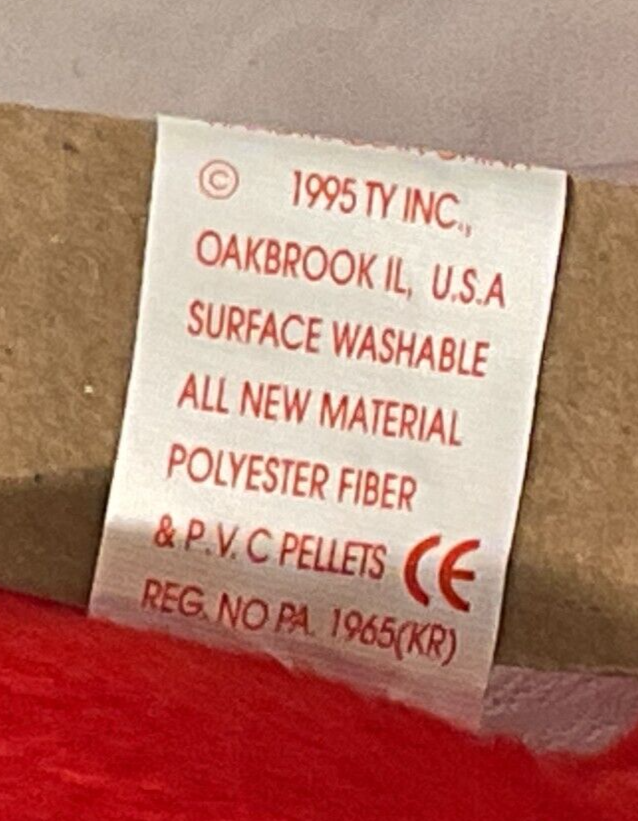 © 1995 TY INC.,
OAKBROOK IL, U.S.A
SURFACE WASHABLE
ALL NEW MATERIAL
POLYESTER FIBER
& P.V.C PELLETS CE
REG. NO PA. 1965(KR)